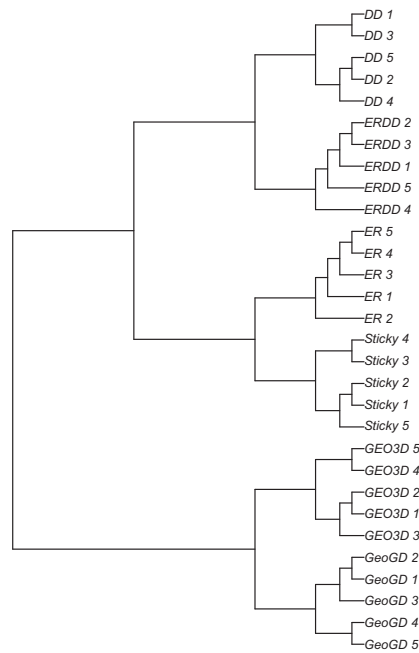 DD 1
DD 3
DD 5
DD 2
DD 4
ERDD 2
ERDD 3
ERDD 1
ERDD 5
ERDD 4
ER 5
ER 4
ER 3
ER 1
ER 2
Sticky 4
Sticky 3
Sticky 2
Sticky 1
Sticky 5
GEO3D 5
GEO3D 4
GEO3D 2
GEO3D 1
GEO3D 3
GeoGD 2
GeoGD 1
GeoGD 3
GeoGD 4
GeoGD 5